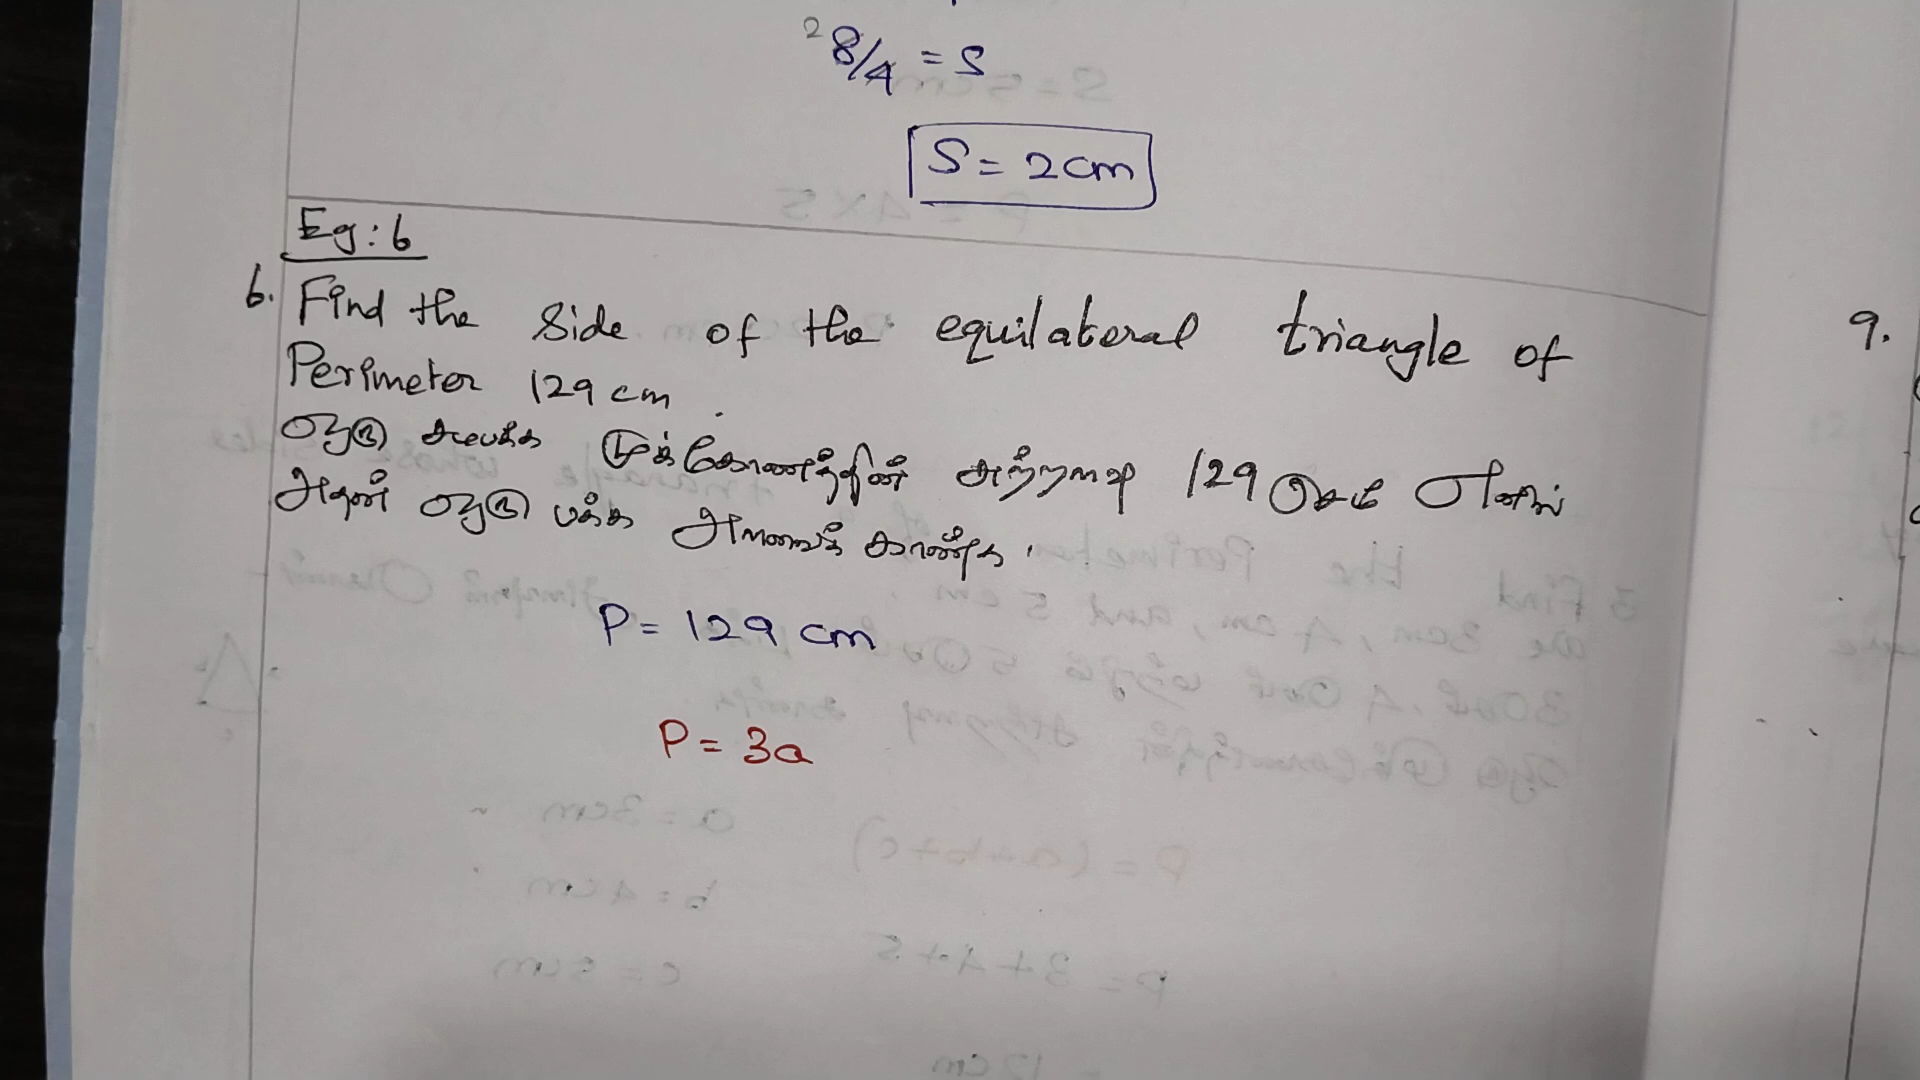 2 8/4 = S
S = 2cm
Eg : 6
6. Find the side of the equilateral triangle of
Perimeter 129 cm.
ஒரு சமபக்க முக்கோணத்தின் சுற்றளவு 129 செமீ எனில்
அதன் ஒரு பக்க அளவைக் காண்க.
P = 129 cm
P = 3a
9.